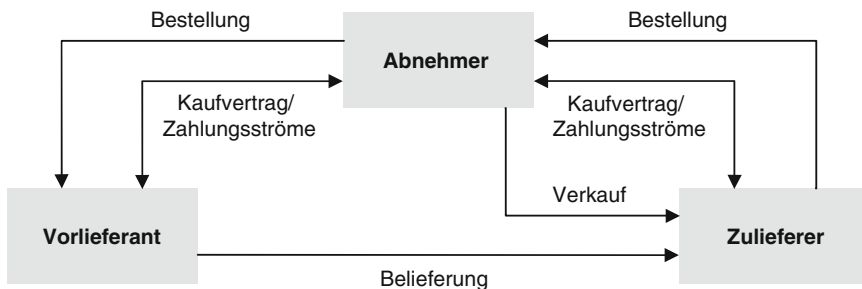 Bestellung
Bestellung
Abnehmer
Kaufvertrag/
Zahlungsströme
Kaufvertrag/
Zahlungsströme
Verkauf
Vorlieferant
Zulieferer
Belieferung